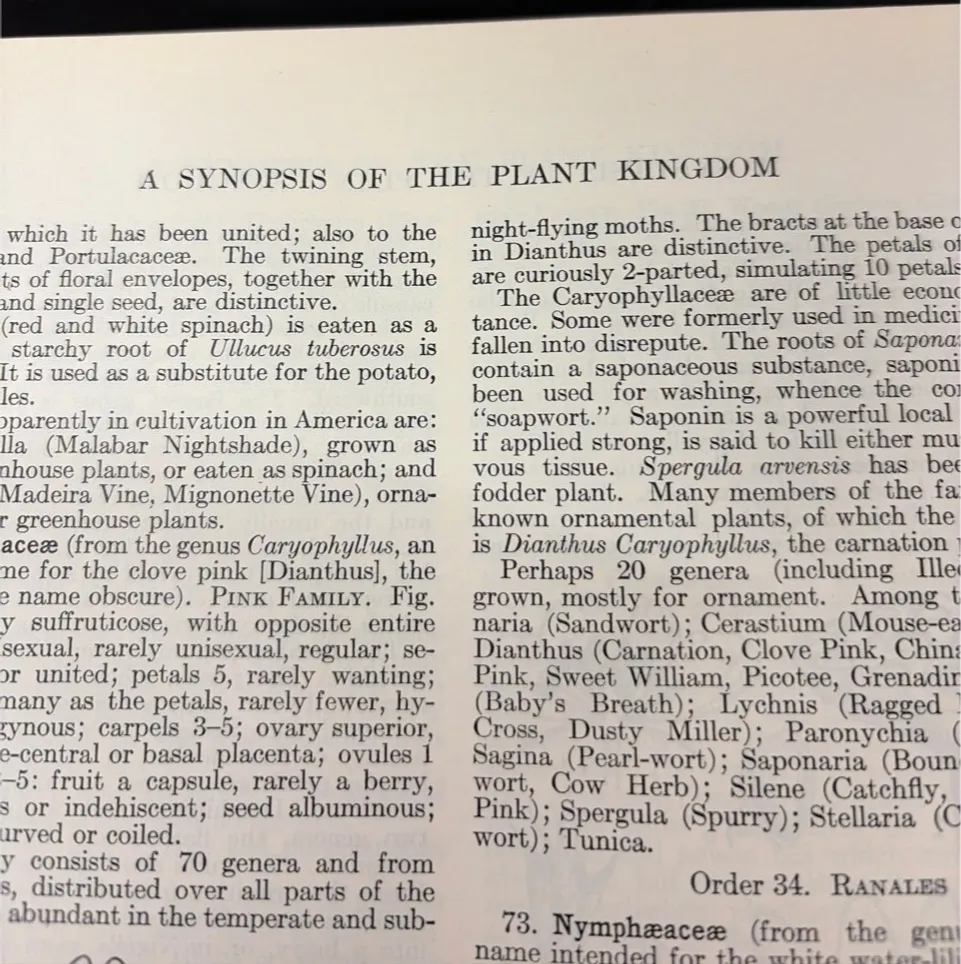 A SYNOPSIS OF THE PLANT KINGDOM
which it has been united; also to the
and Portulacaceæ. The twining stem,
ts of floral envelopes, together with the
and single seed, are distinctive.
(red and white spinach) is eaten as a
starchy root of Ullucus tuberosus is
It is used as a substitute for the potato,
les.
pparently in cultivation in America are:
lla (Malabar Nightshade), grown as
nhouse plants, or eaten as spinach; and
Madeira Vine, Mignonette Vine), orna-
r greenhouse plants.
aceæ (from the genus Caryophyllus, an
me for the clove pink [Dianthus], the
e name obscure). PINK FAMILY. Fig.
y suffruticose, with opposite entire
sexual, rarely unisexual, regular; se-
or united; petals 5, rarely wanting;
many as the petals, rarely fewer, hy-
gynous; carpels 3–5; ovary superior,
e-central or basal placenta; ovules 1
–5: fruit a capsule, rarely a berry,
s or indehiscent; seed albuminous;
urved or coiled.
y consists of 70 genera and from
s, distributed over all parts of the
abundant in the temperate and sub-
night-flying moths. The bracts at the base o
in Dianthus are distinctive. The petals of
are curiously 2-parted, simulating 10 petals
The Caryophyllaceæ are of little econo
tance. Some were formerly used in medici
fallen into disrepute. The roots of Sapona
contain a saponaceous substance, saponi
been used for washing, whence the co
"soapwort." Saponin is a powerful local
if applied strong, is said to kill either mu
vous tissue. Spergula arvensis has bee
fodder plant. Many members of the fa
known ornamental plants, of which the
is Dianthus Caryophyllus, the carnation
Perhaps 20 genera (including Ille
grown, mostly for ornament. Among t
naria (Sandwort); Cerastium (Mouse-ea
Dianthus (Carnation, Clove Pink, China
Pink, Sweet William, Picotee, Grenadin
(Baby's Breath); Lychnis (Ragged
Cross, Dusty Miller); Paronychia (
Sagina (Pearl-wort); Saponaria (Boun
wort, Cow Herb); Silene (Catchfly,
Pink); Spergula (Spurry); Stellaria (C
wort); Tunica.
Order 34. RANALES
73. Nymphæaceæ (from the genu
name intended for the white water-lili